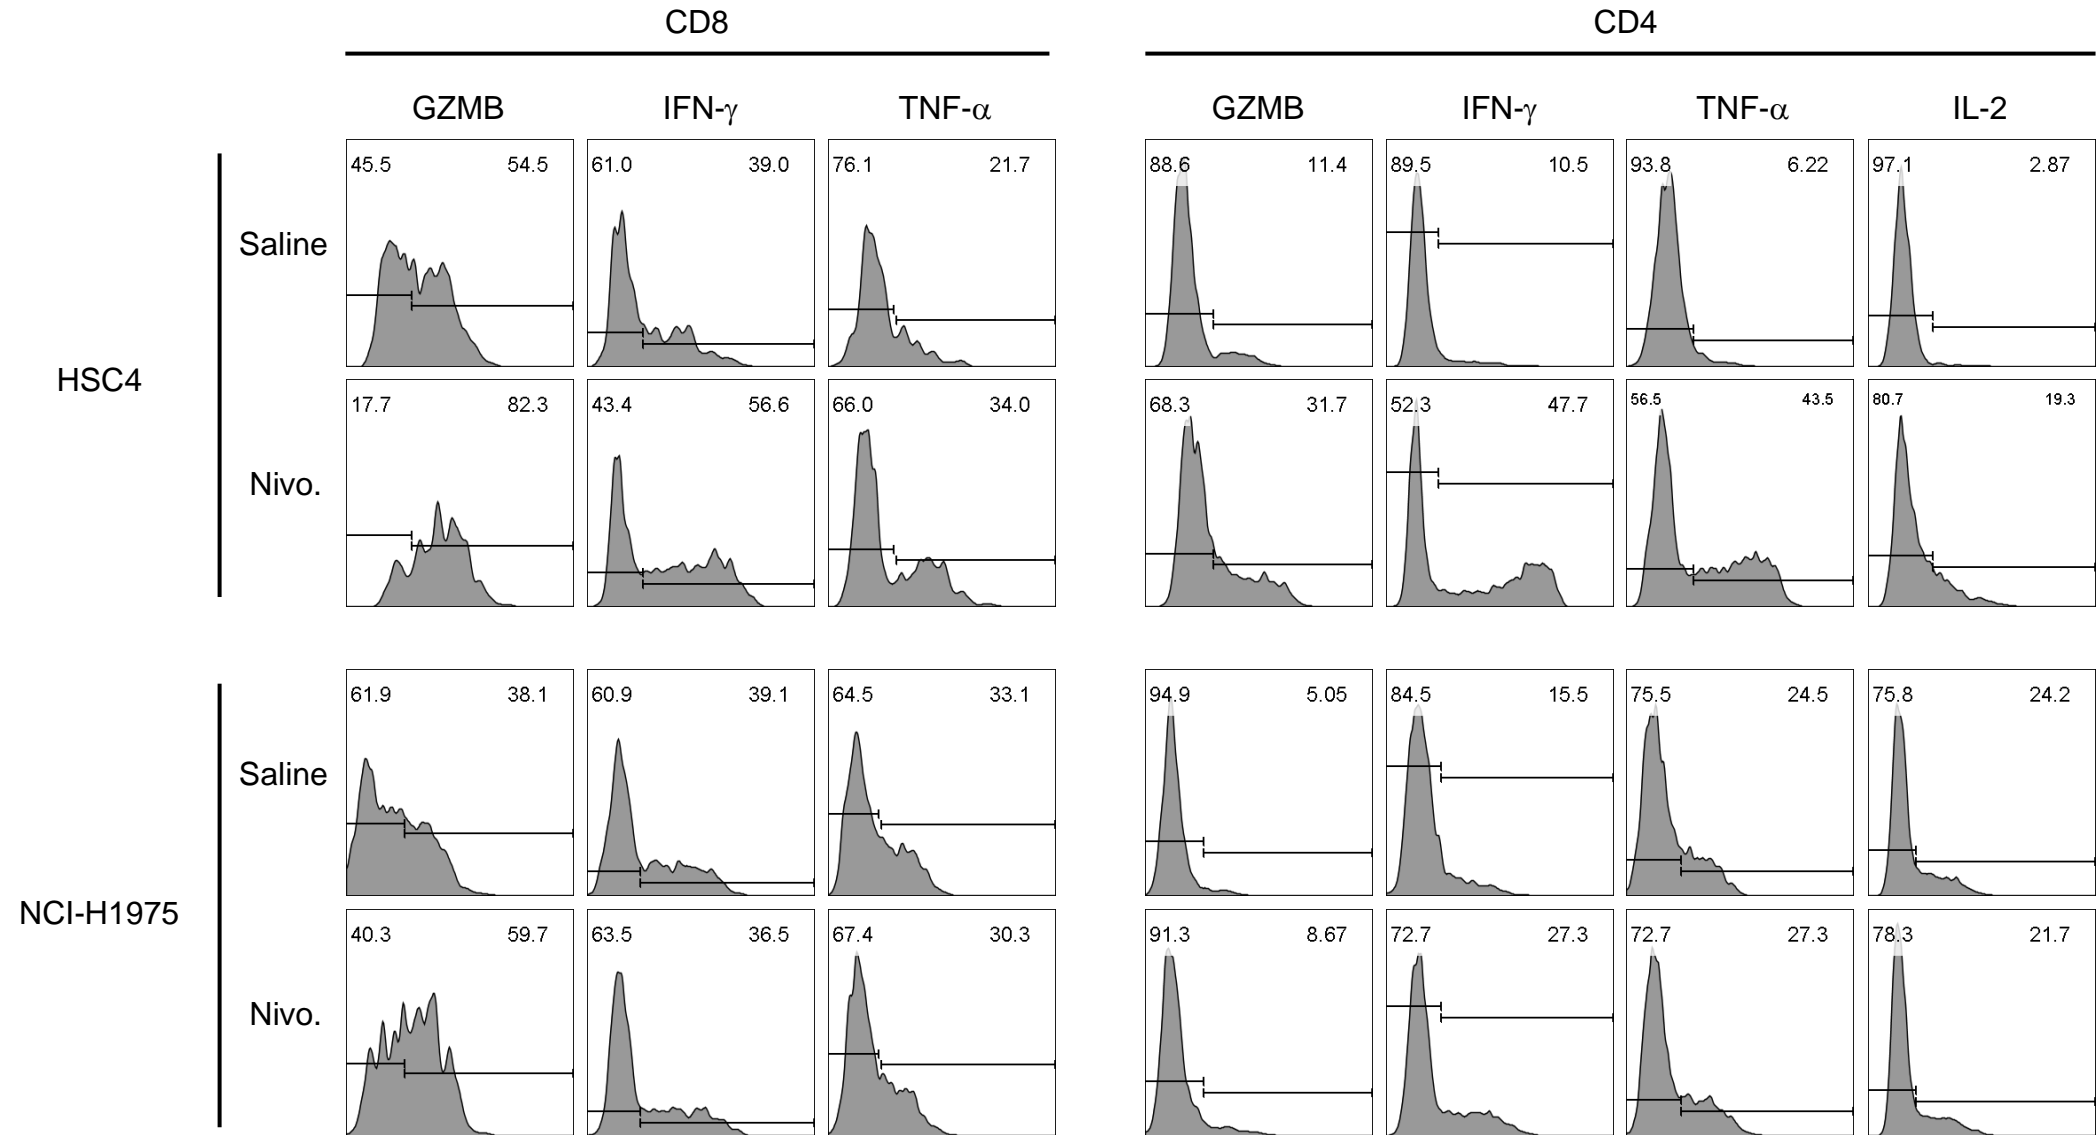 CD8 CD4
GZMB IFN-γ TNF-α GZMB IFN-γ TNF-α IL-2
45.5 54.5 61.0 39.0 76.1 21.7 88.6 11.4 89.5 10.5 93.8 6.22 97.1 2.87
Saline
HSC4
17.7 82.3 43.4 56.6 66.0 34.0 68.3 31.7 52.3 47.7 56.5 43.5 80.7 19.3
Nivo.
61.9 38.1 60.9 39.1 64.5 33.1 94.9 5.05 84.5 15.5 75.5 24.5 75.8 24.2
Saline
NCI-H1975
40.3 59.7 63.5 36.5 67.4 30.3 91.3 8.67 72.7 27.3 72.7 27.3 78.3 21.7
Nivo.